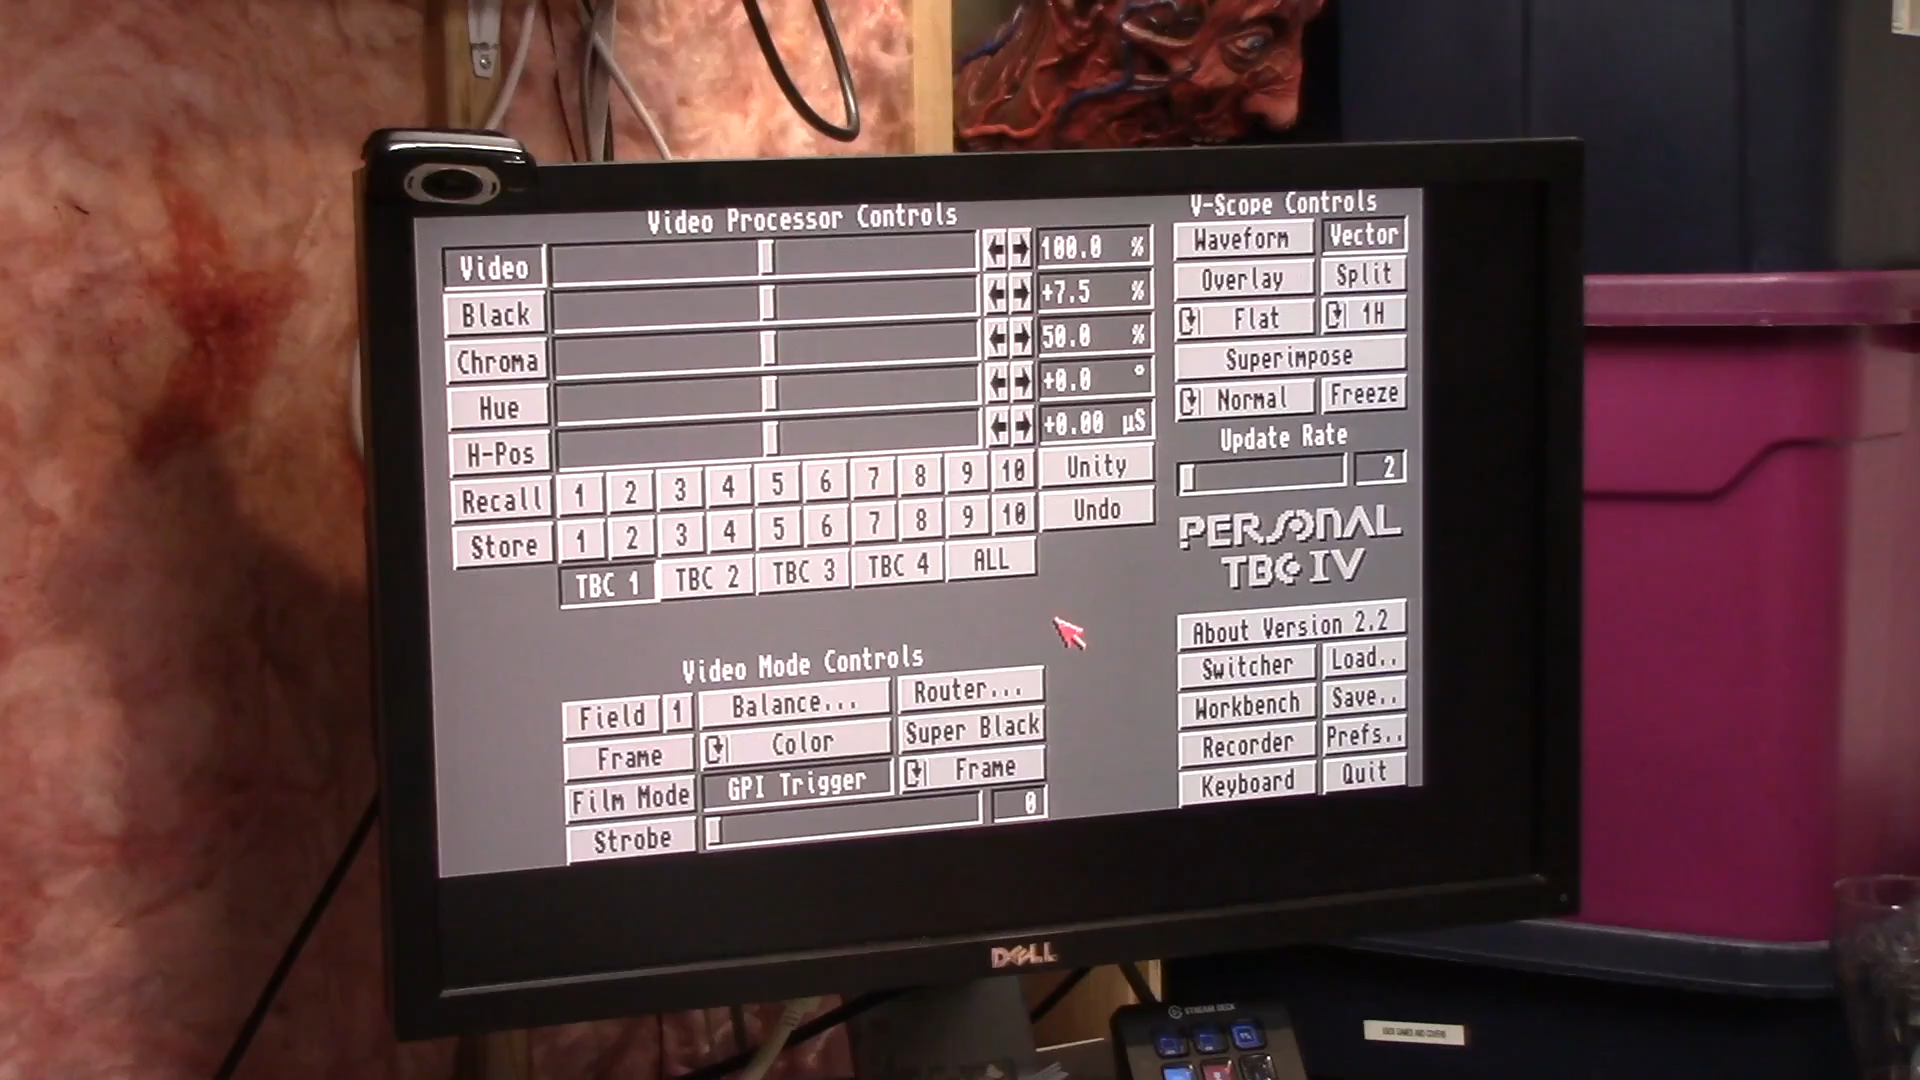 Video Processor Controls
Video 100.0 %
Black +7.5 %
Chroma 50.0 %
Hue +0.0 °
H-Pos +0.00 µS
Recall 1 2 3 4 5 6 7 8 9 10 Unity
Store 1 2 3 4 5 6 7 8 9 10 Undo
TBC 1 TBC 2 TBC 3 TBC 4 ALL
Video Mode Controls
Field 1 Balance... Router...
Frame Color Super Black
Film Mode GPI Trigger Frame
Strobe 0
V-Scope Controls
Waveform Vector
Overlay Split
Flat 1H
Superimpose
Normal Freeze
Update Rate
2
PERSONAL
TBC IV
About Version 2.2
Switcher Load..
Workbench Save..
Recorder Prefs..
Keyboard Quit
DELL
STREAM DECK